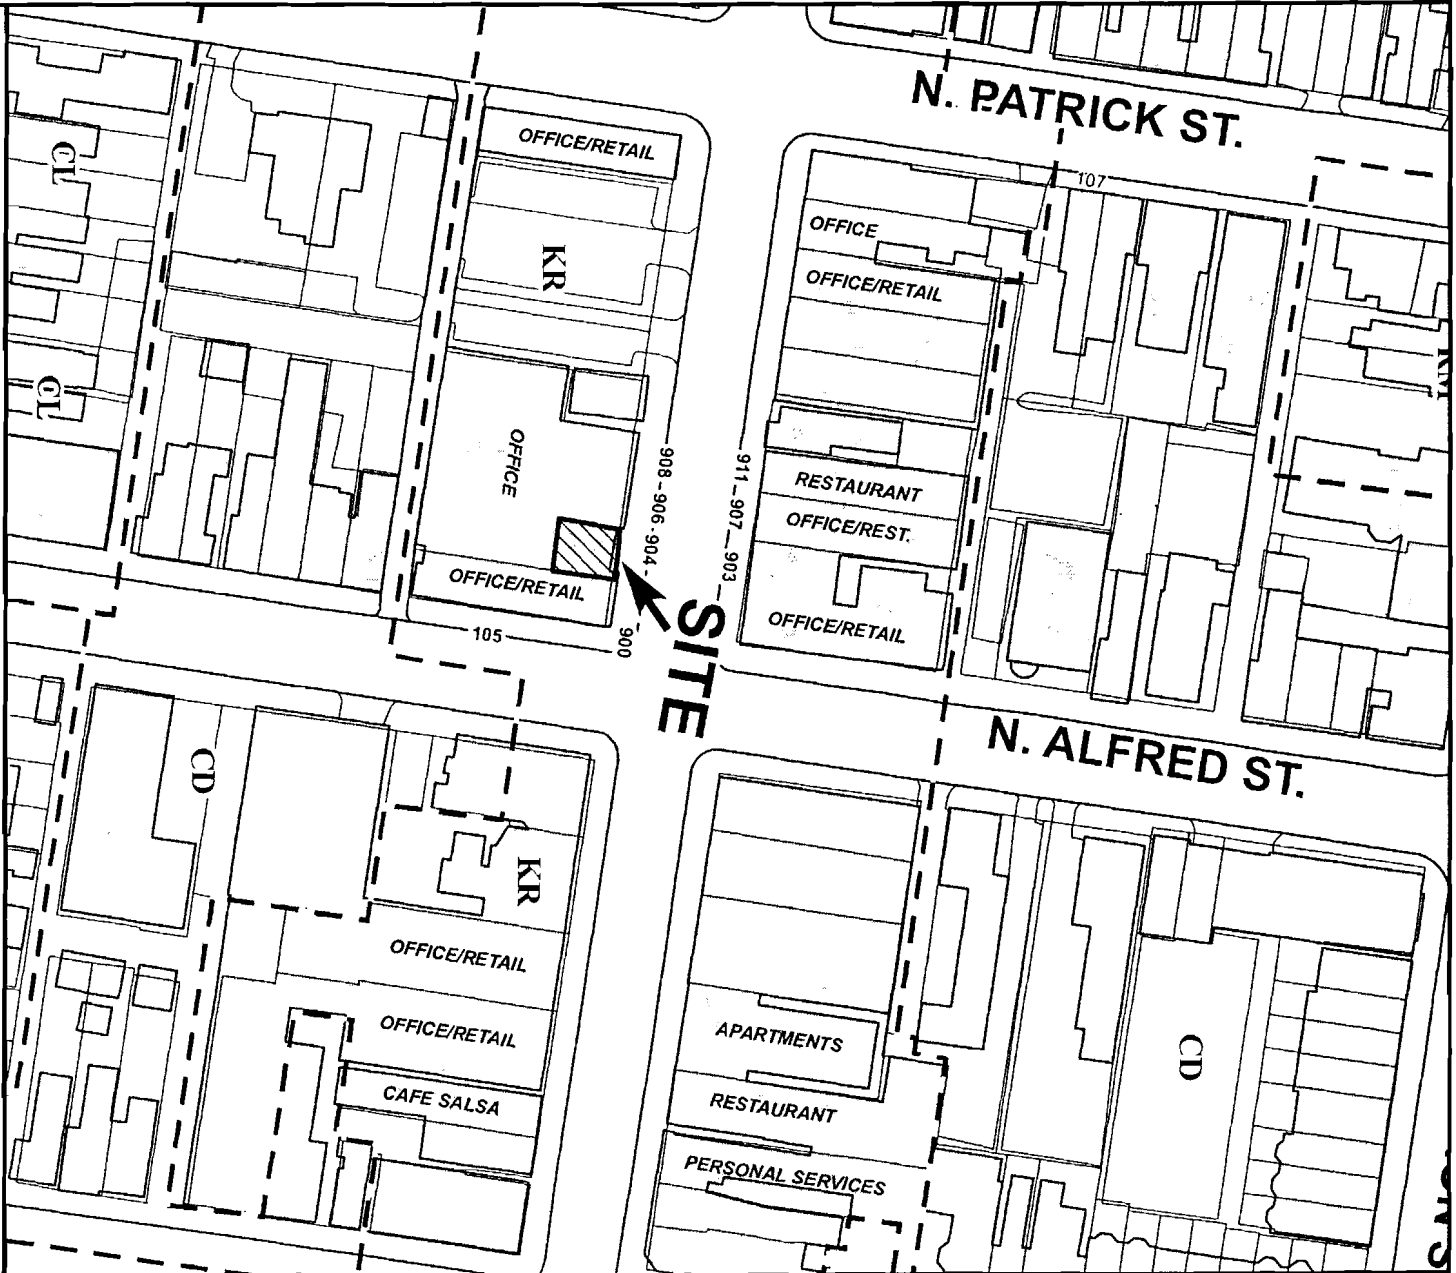 N. PATRICK ST.
OFFICE/RETAIL
CL
107
KR
OFFICE
OFFICE/RETAIL
CL
OFFICE
908 - 906 - 904 -
911 - 907 - 903
RESTAURANT
OFFICE/REST.
OFFICE/RETAIL
OFFICE/RETAIL
105
900
SITE
N. ALFRED ST.
CD
KR
OFFICE/RETAIL
OFFICE/RETAIL
APARTMENTS
CD
CAFE SALSA
RESTAURANT
PERSONAL SERVICES